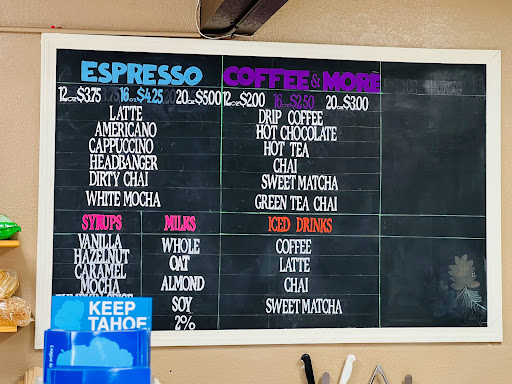 ESPRESSO
12oz $3.75 16oz $4.25 20oz $5.00
LATTE
AMERICANO
CAPPUCCINO
HEADBANGER
DIRTY CHAI
WHITE MOCHA
COFFEE & MORE
12oz $2.00 16oz $2.50 20oz $3.00
DRIP COFFEE
HOT CHOCOLATE
HOT TEA
CHAI
SWEET MATCHA
GREEN TEA CHAI
SYRUPS
VANILLA
HAZELNUT
CARAMEL
MOCHA
PUMPKIN SPICE
MILKS
WHOLE
OAT
ALMOND
SOY
2%
ICED DRINKS
COFFEE
LATTE
CHAI
SWEET MATCHA
KEEP
TAHOE